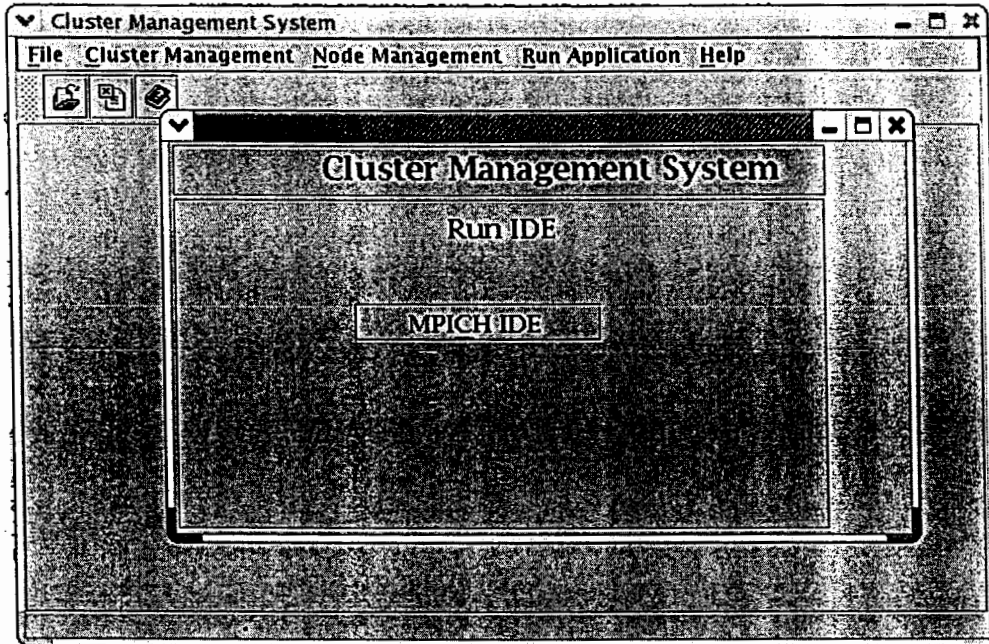 Cluster Management System
File Cluster Management Node Management Run Application Help
Cluster Management System
Run IDE
MPICH IDE